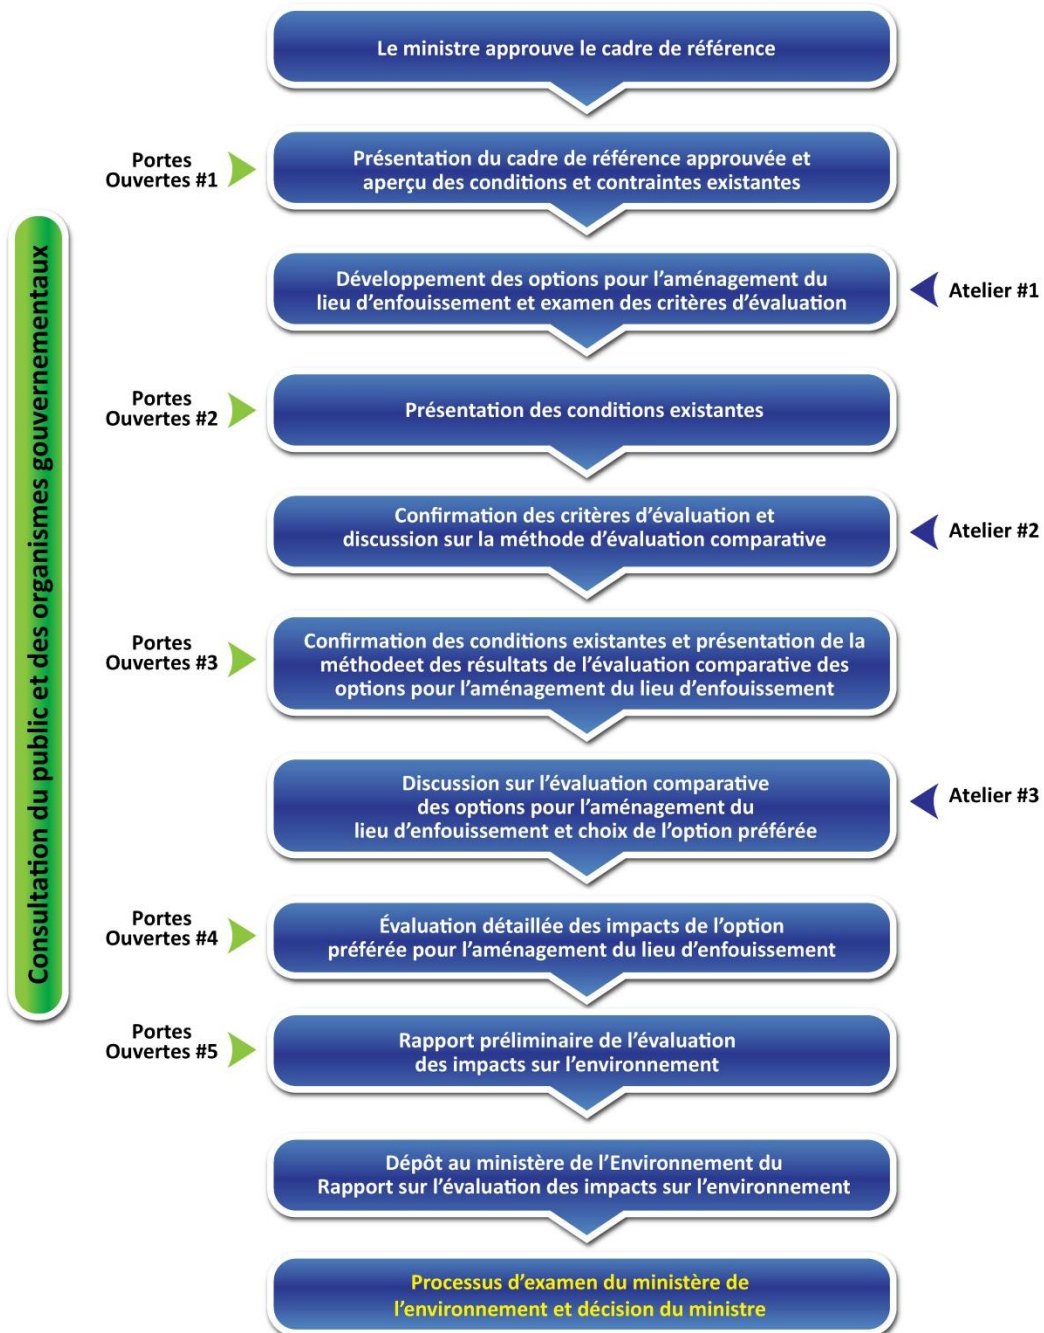 Le ministre approuve le cadre de référence
Portes
Ouvertes #1
Présentation du cadre de référence approuvée et
aperçu des conditions et contraintes existantes
Consultation du public et des organismes gouvernementaux
Développement des options pour l'aménagement du
lieu d'enfouissement et examen des critères d'évaluation
Atelier #1
Portes
Ouvertes #2
Présentation des conditions existantes
Confirmation des critères d'évaluation et
discussion sur la méthode d'évaluation comparative
Atelier #2
Portes
Ouvertes #3
Confirmation des conditions existantes et présentation de la
méthodeet des résultats de l'évaluation comparative des
options pour l'aménagement du lieu d'enfouissement
Discussion sur l'évaluation comparative
des options pour l'aménagement du
lieu d'enfouissement et choix de l'option préférée
Atelier #3
Portes
Ouvertes #4
Évaluation détaillée des impacts de l'option
préférée pour l'aménagement du lieu d'enfouissement
Portes
Ouvertes #5
Rapport préliminaire de l'évaluation
des impacts sur l'environnement
Dépôt au ministère de l'Environnement du
Rapport sur l'évaluation des impacts sur l'environnement
Processus d'examen du ministère de
l'environnement et décision du ministre